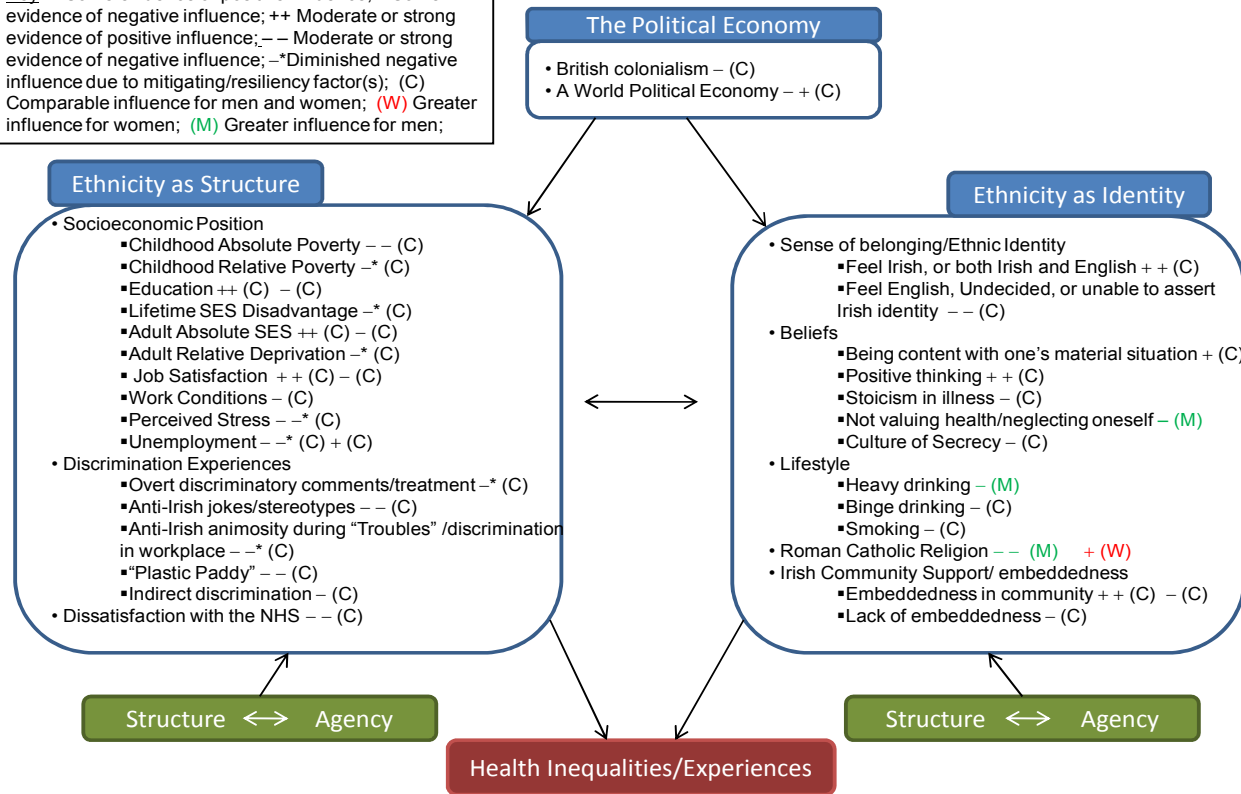 evidence of negative influence; ++ Moderate or strong
evidence of positive influence; – – Moderate or strong
evidence of negative influence; –*Diminished negative
influence due to mitigating/resiliency factor(s); (C)
Comparable influence for men and women; (W) Greater
influence for women; (M) Greater influence for men;
The Political Economy
• British colonialism – (C)
• A World Political Economy – + (C)
Ethnicity as Structure
• Socioeconomic Position
▪Childhood Absolute Poverty – – (C)
▪Childhood Relative Poverty –* (C)
▪Education ++ (C) – (C)
▪Lifetime SES Disadvantage –* (C)
▪Adult Absolute SES ++ (C) – (C)
▪Adult Relative Deprivation –* (C)
▪ Job Satisfaction ++ (C) – (C)
▪Work Conditions – (C)
▪Perceived Stress – –* (C)
▪Unemployment – –* (C) + (C)
• Discrimination Experiences
▪Overt discriminatory comments/treatment –* (C)
▪Anti-Irish jokes/stereotypes – – (C)
▪Anti-Irish animosity during “Troubles” /discrimination
in workplace – –* (C)
▪“Plastic Paddy” – – (C)
▪Indirect discrimination – (C)
• Dissatisfaction with the NHS – – (C)
Ethnicity as Identity
• Sense of belonging/Ethnic Identity
▪Feel Irish, or both Irish and English + + (C)
▪Feel English, Undecided, or unable to assert
Irish identity – – (C)
• Beliefs
▪Being content with one’s material situation + (C)
▪Positive thinking + + (C)
▪Stoicism in illness – (C)
▪Not valuing health/neglecting oneself – (M)
▪Culture of Secrecy – (C)
• Lifestyle
▪Heavy drinking – (M)
▪Binge drinking – (C)
▪Smoking – (C)
• Roman Catholic Religion – – (M) + (W)
• Irish Community Support/ embeddedness
▪Embeddedness in community + + (C) – (C)
▪Lack of embeddedness – (C)
Structure ↔ Agency
Structure ↔ Agency
Health Inequalities/Experiences